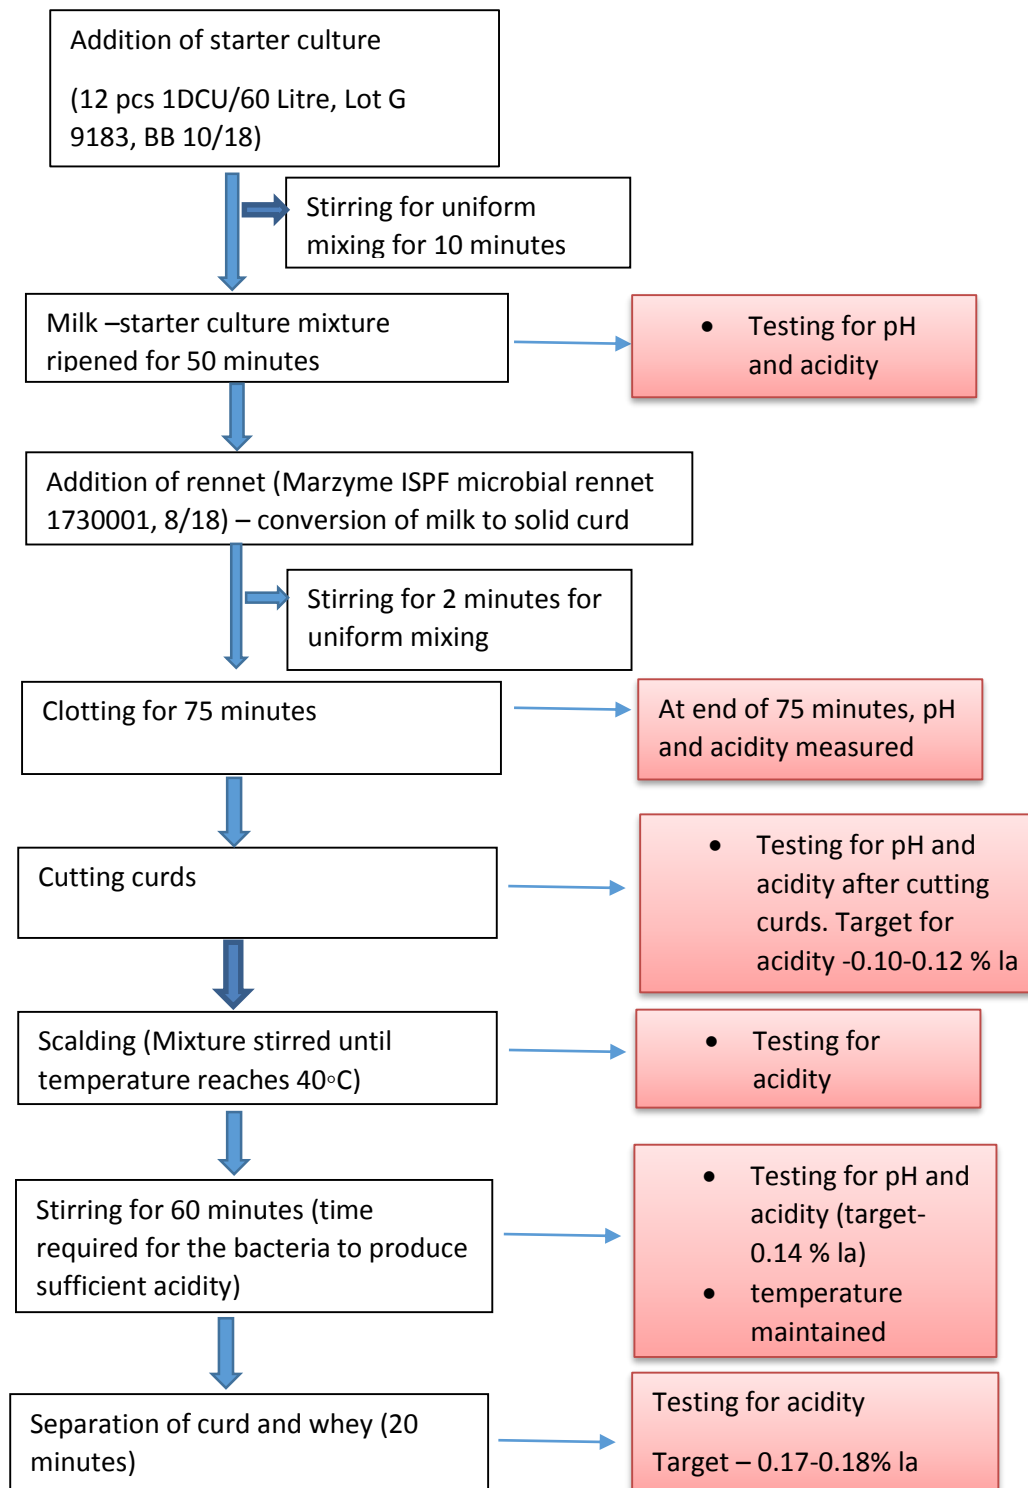 Addition of starter culture
(12 pcs 1DCU/60 Litre, Lot G
9183, BB 10/18)
Stirring for uniform
mixing for 10 minutes
Milk –starter culture mixture
ripened for 50 minutes
• Testing for pH
and acidity
Addition of rennet (Marzyme ISPF microbial rennet
1730001, 8/18) – conversion of milk to solid curd
Stirring for 2 minutes for
uniform mixing
Clotting for 75 minutes
At end of 75 minutes, pH
and acidity measured
Cutting curds
• Testing for pH and
acidity after cutting
curds. Target for
acidity -0.10-0.12 % la
Scalding (Mixture stirred until
temperature reaches 40◦C)
• Testing for
acidity
Stirring for 60 minutes (time
required for the bacteria to produce
sufficient acidity)
• Testing for pH and
acidity (target-
0.14 % la)
• temperature
maintained
Separation of curd and whey (20
minutes)
Testing for acidity
Target – 0.17-0.18% la